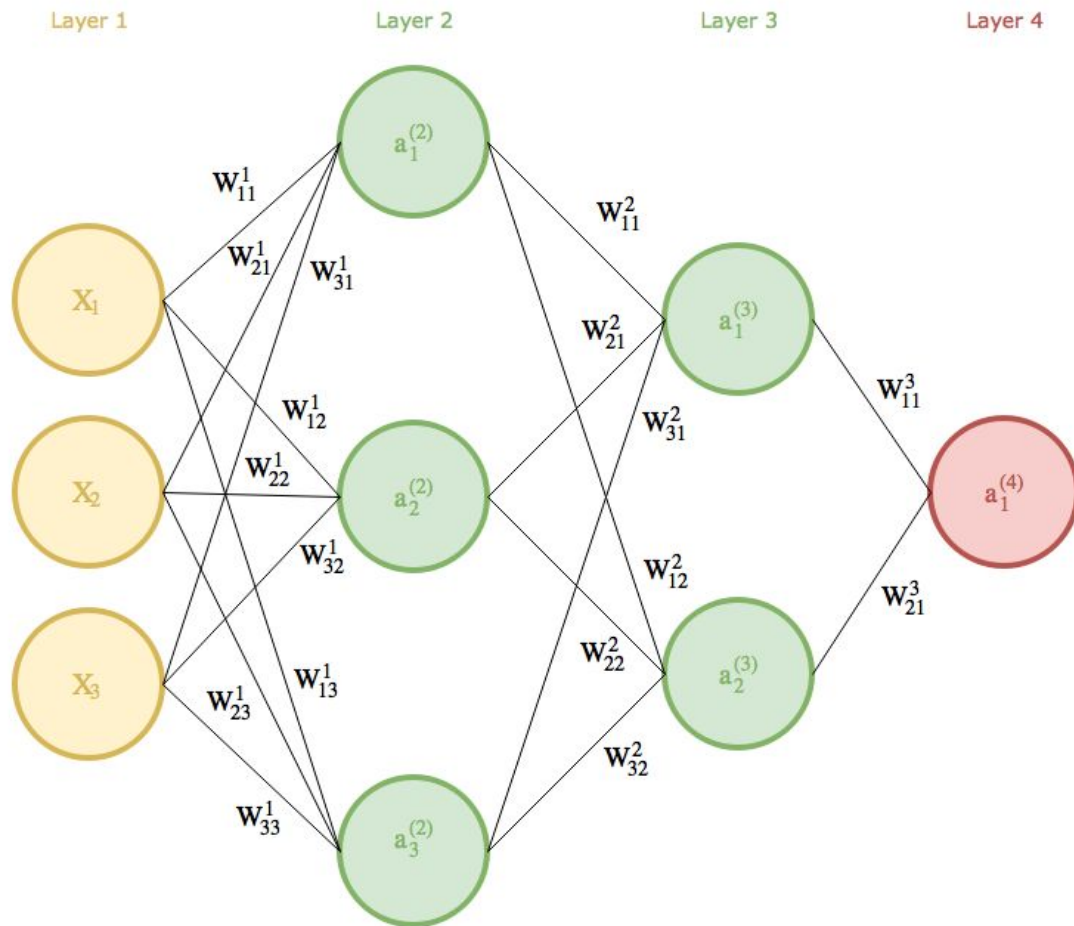 Layer 1 Layer 2 Layer 3 Layer 4
a₁⁽²⁾
W¹₁₁
W²₁₁
W¹₂₁ W¹₃₁
X₁
a₁⁽³⁾
W²₂₁
W³₁₁
W¹₁₂
W²₃₁
W¹₂₂
X₂ a₂⁽²⁾ a₁⁽⁴⁾
W¹₃₂
W²₁₂
W³₂₁
W²₂₂
X₃ W¹₂₃ W¹₁₃ a₂⁽³⁾
W²₃₂
W¹₃₃
a₃⁽²⁾